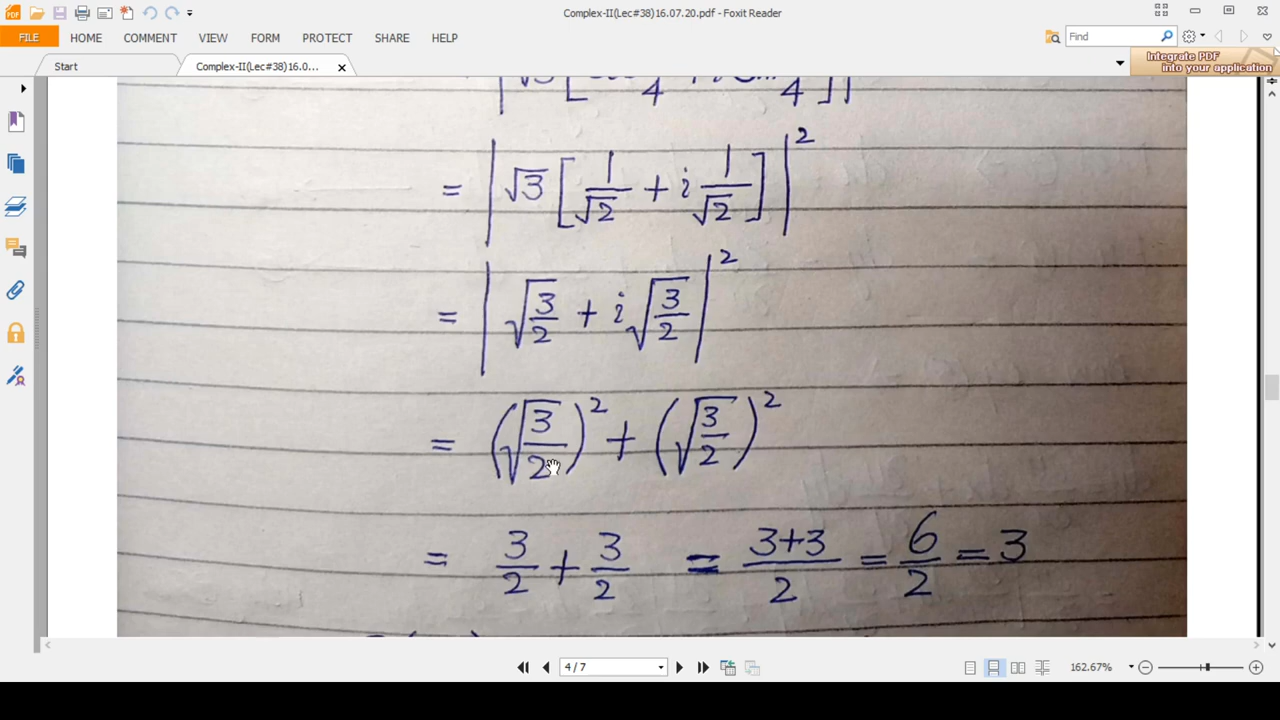 Complex-II(Lec#38)16.07.20.pdf - Foxit Reader
FILE HOME COMMENT VIEW FORM PROTECT SHARE HELP Find
Start Complex-II(Lec#38)16.0... Integrate PDF
into your application
= |√3[1/√2 + i 1/√2]|²
= |√(3/2) + i√(3/2)|²
= (√(3/2))² + (√(3/2))²
= 3/2 + 3/2 = (3+3)/2 = 6/2 = 3
4 / 7 162.67%